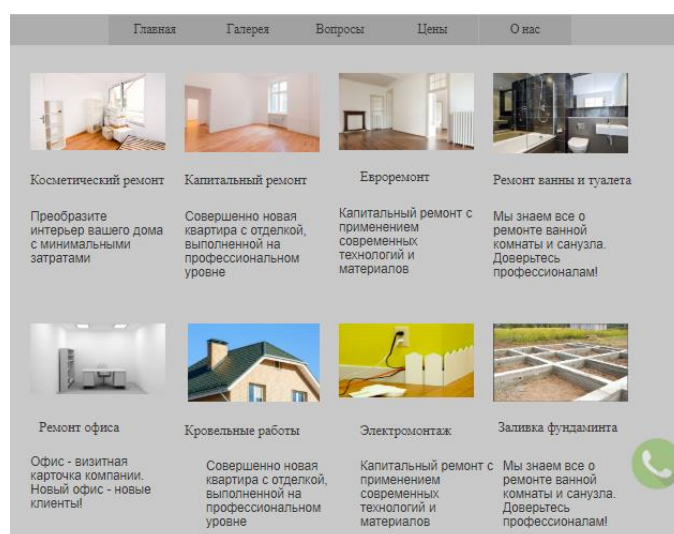 Главная Галерея Вопросы Цены О нас
Косметический ремонт
Преобразите
интерьер вашего дома
с минимальными
затратами
Капитальный ремонт
Совершенно новая
квартира с отделкой,
выполненной на
профессиональном
уровне
Евроремонт
Капитальный ремонт с
применением
современных
технологий и
материалов
Ремонт ванны и туалета
Мы знаем все о
ремонте ванной
комнаты и санузла.
Доверьтесь
профессионалам!
Ремонт офиса
Офис - визитная
карточка компании.
Новый офис - новые
клиенты!
Кровельные работы
Совершенно новая
квартира с отделкой,
выполненной на
профессиональном
уровне
Электромонтаж
Капитальный ремонт с
применением
современных
технологий и
материалов
Заливка фундаминта
Мы знаем все о
ремонте ванной
комнаты и санузла.
Доверьтесь
профессионалам!